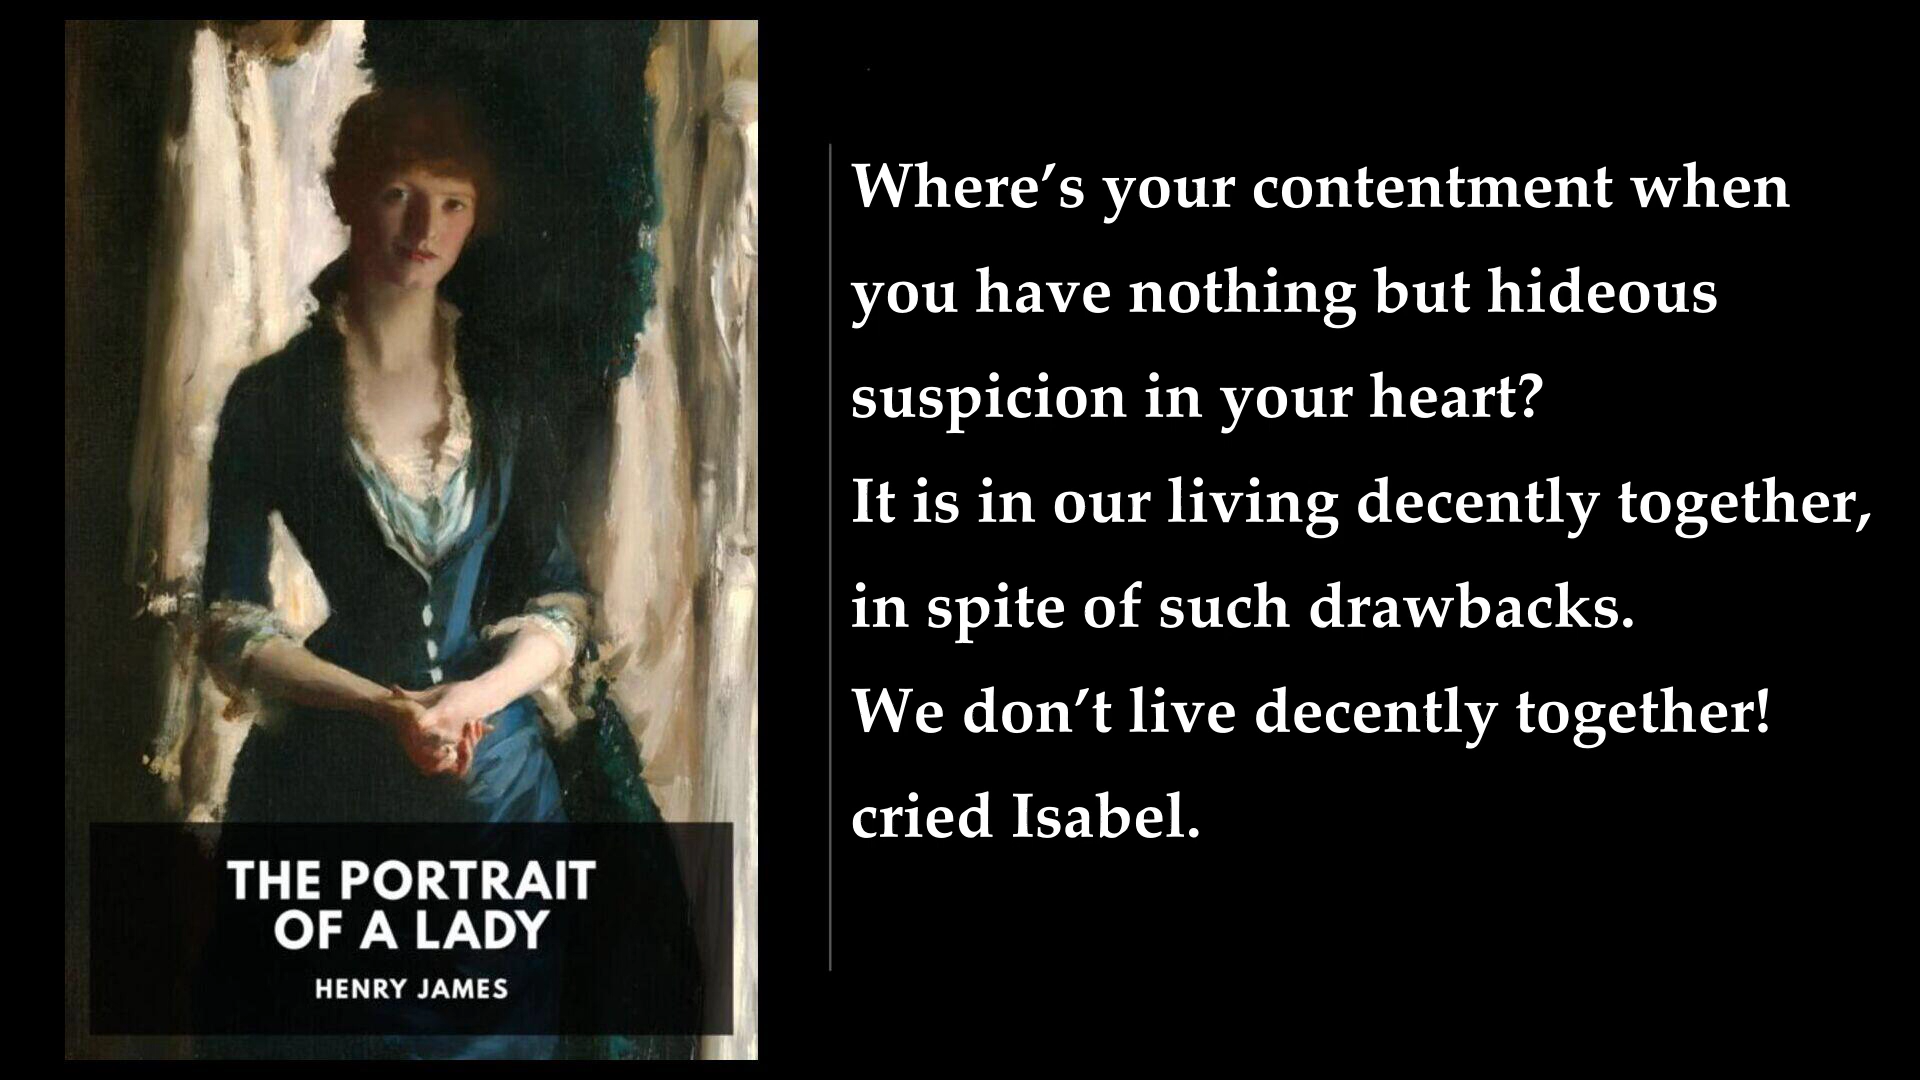 THE PORTRAIT
OF A LADY
HENRY JAMES
Where’s your contentment when
you have nothing but hideous
suspicion in your heart?
It is in our living decently together,
in spite of such drawbacks.
We don’t live decently together!
cried Isabel.